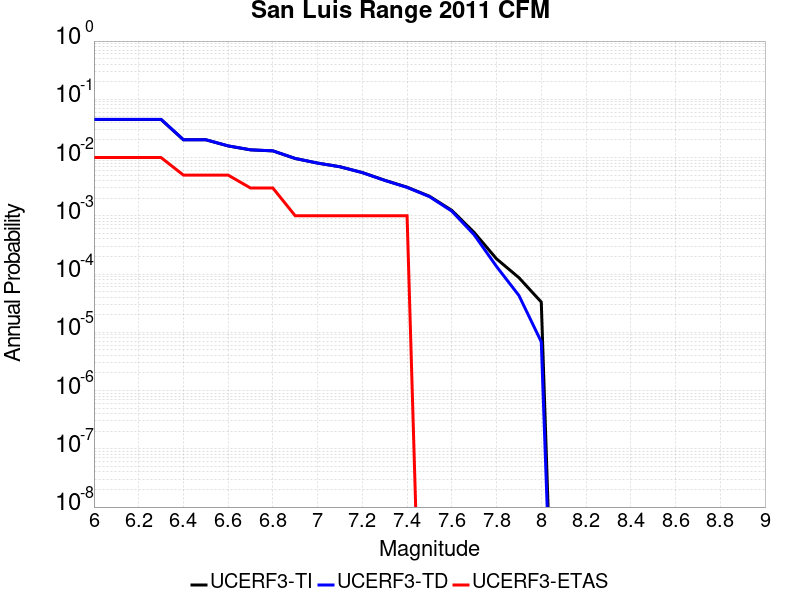 San Luis Range 2011 CFM
10 0
10 -1
10 -2
10 -3
10 -4
10 -5
10 -6
10 -7
10 -8
Annual Probability
6 6.2 6.4 6.6 6.8 7 7.2 7.4 7.6 7.8 8 8.2 8.4 8.6 8.8 9
Magnitude
UCERF3-TI UCERF3-TD UCERF3-ETAS